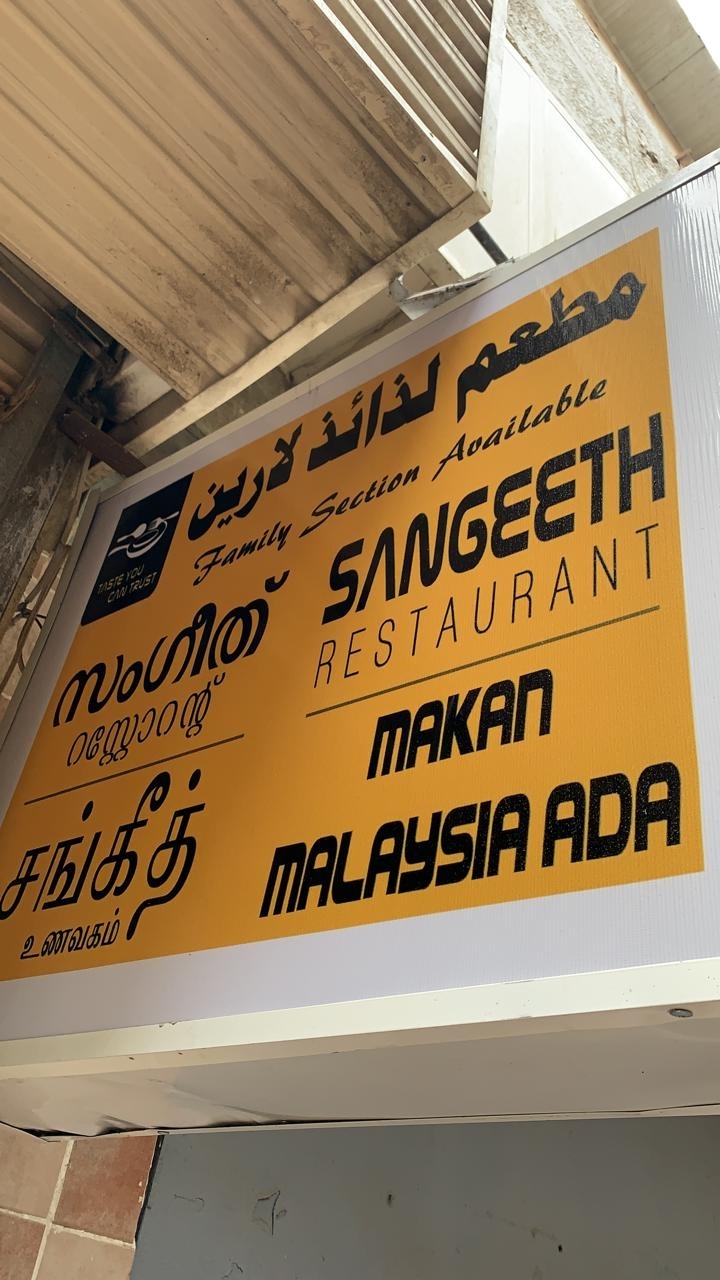 مطعم لذائذ لارين
Family Section Available
TASTE YOU
CAN TRUST
SANGEETH
RESTAURANT
സംഗീത്
റസ്റ്റോറന്റ്
MAKAN
MALAYSIA ADA
சங்கீத்
உணவகம்